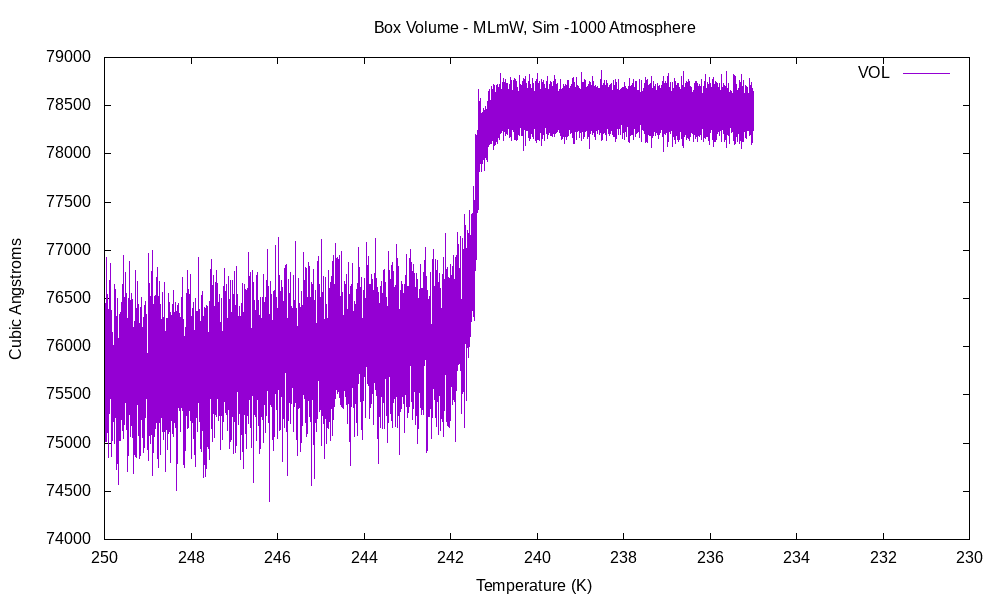 Box Volume - MLmW, Sim -1000 Atmosphere
VOL
79000
78500
78000
77500
77000
76500
76000
75500
75000
74500
74000
Cubic Angstroms
250 248 246 244 242 240 238 236 234 232 230
Temperature (K)